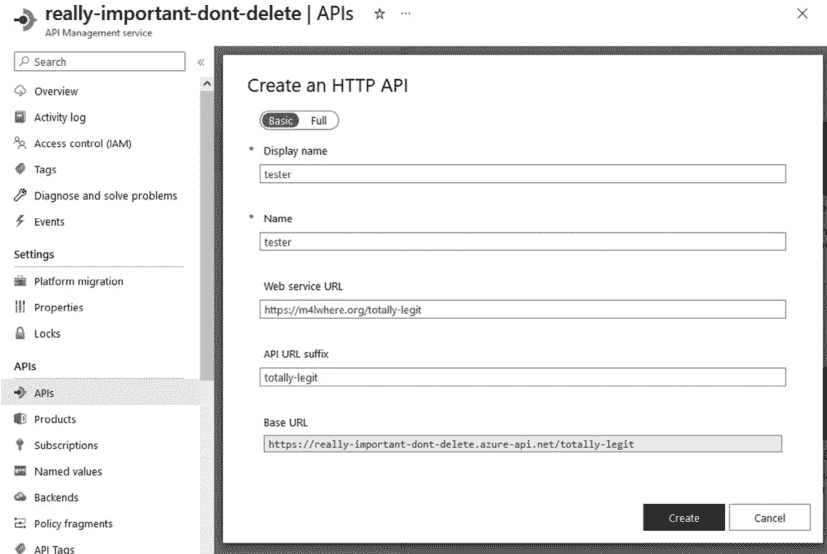 really-important-dont-delete | APIs ☆ ···
API Management service
Search
Overview
Activity log
Access control (IAM)
Tags
Diagnose and solve problems
Events
Settings
Platform migration
Properties
Locks
APIs
APIs
Products
Subscriptions
Named values
Backends
Policy fragments
API Tags
Create an HTTP API
Basic Full
* Display name
tester
* Name
tester
Web service URL
https://m4lwhere.org/totally-legit
API URL suffix
totally-legit
Base URL
https://really-important-dont-delete.azure-api.net/totally-legit
Create Cancel